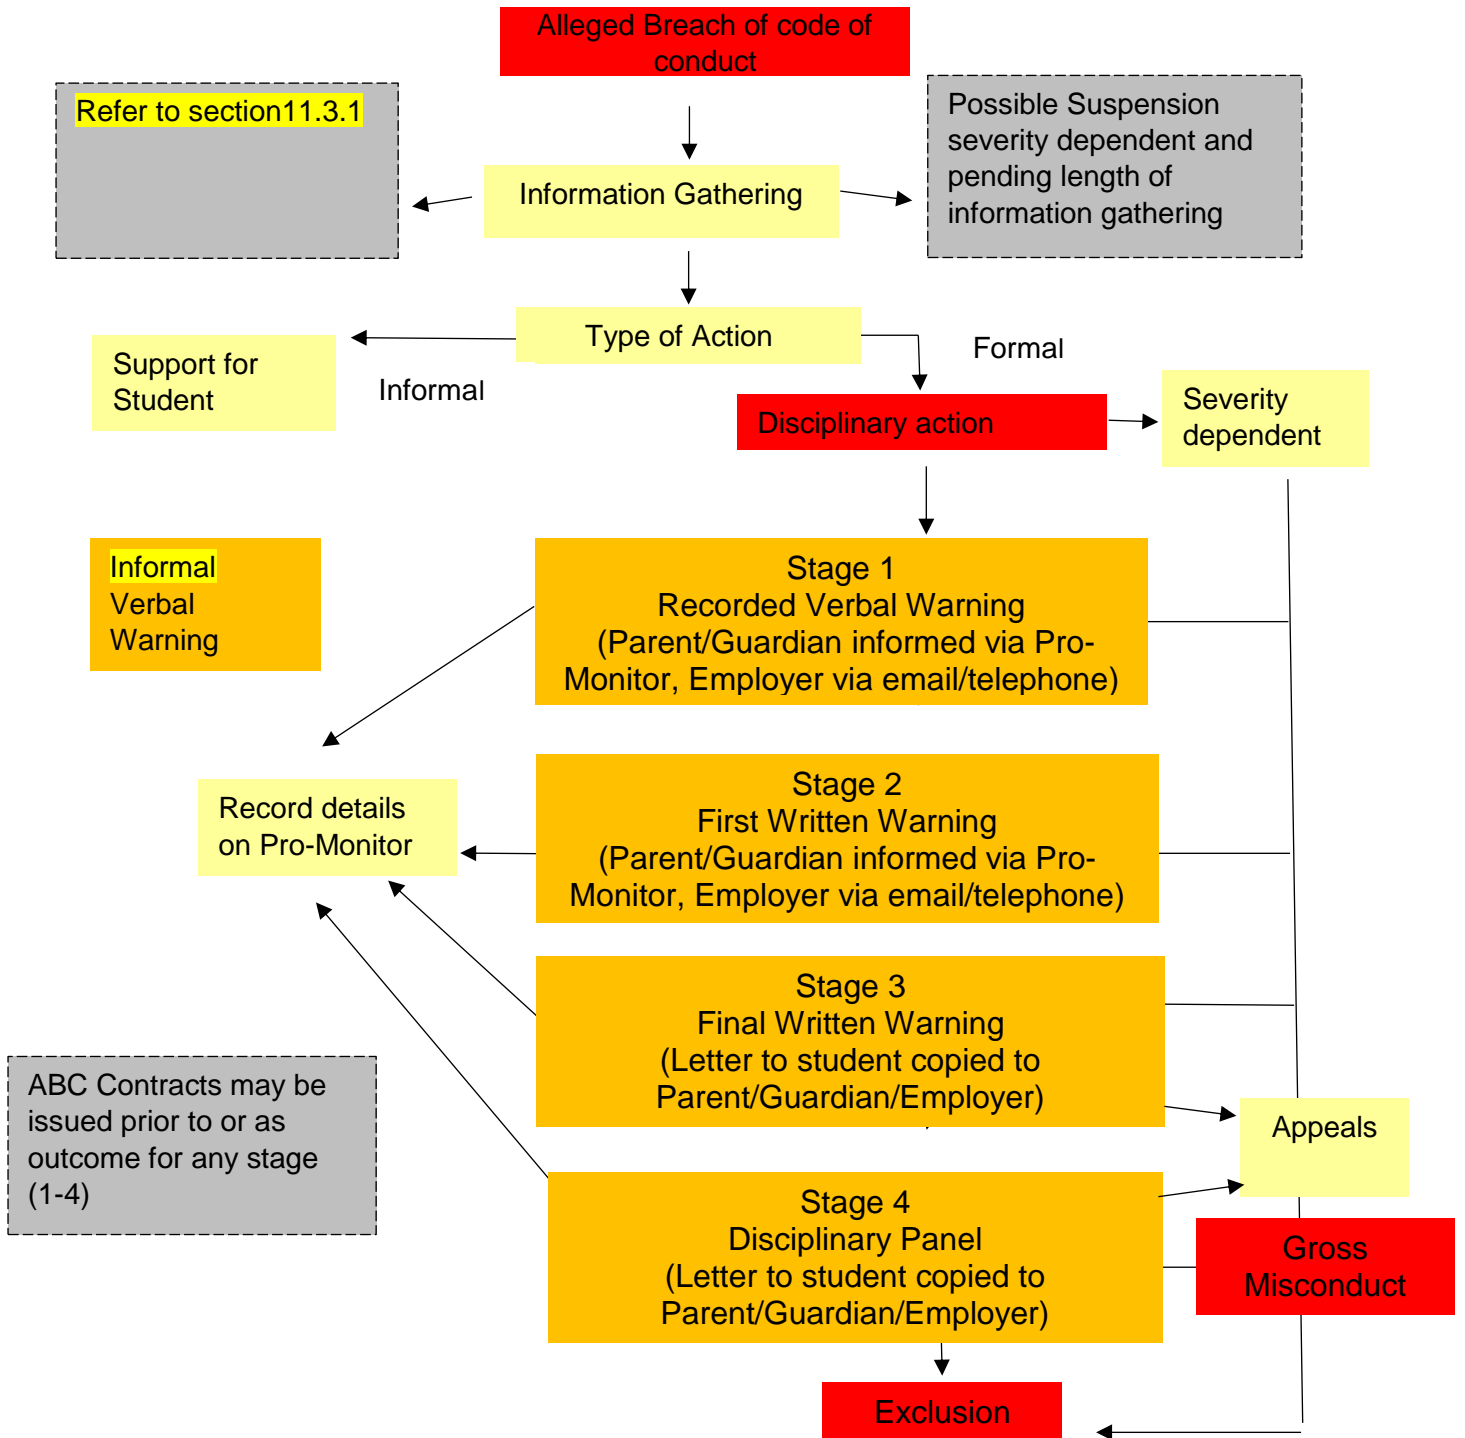 Alleged Breach of code of
conduct
Refer to section11.3.1
Possible Suspension
severity dependent and
pending length of
information gathering
Information Gathering
Type of Action
Formal
Support for
Student
Informal
Disciplinary action
Severity
dependent
Informal
Verbal
Warning
Stage 1
Recorded Verbal Warning
(Parent/Guardian informed via Pro-
Monitor, Employer via email/telephone)
Stage 2
First Written Warning
(Parent/Guardian informed via Pro-
Monitor, Employer via email/telephone)
Record details
on Pro-Monitor
Stage 3
Final Written Warning
(Letter to student copied to
Parent/Guardian/Employer)
ABC Contracts may be
issued prior to or as
outcome for any stage
(1-4)
Appeals
Stage 4
Disciplinary Panel
(Letter to student copied to
Parent/Guardian/Employer)
Gross
Misconduct
Exclusion